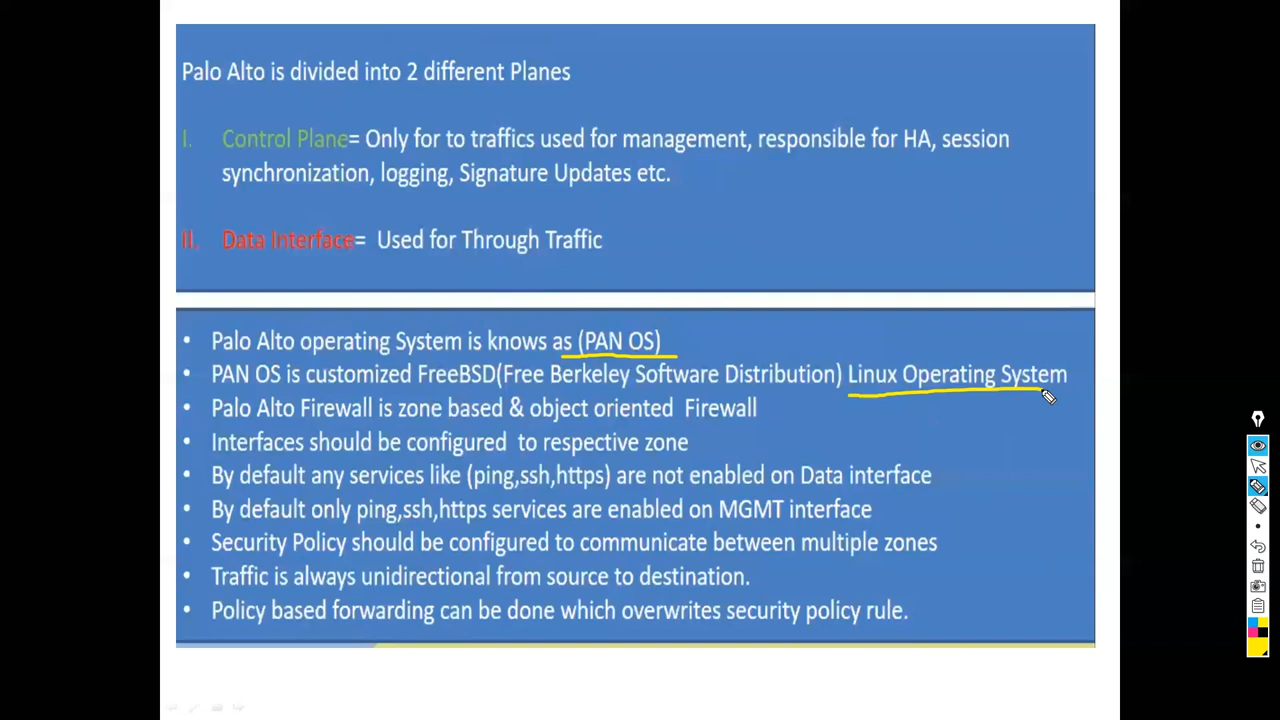 Palo Alto is divided into 2 different Planes
I. Control Plane= Only for to traffics used for management, responsible for HA, session
synchronization, logging, Signature Updates etc.
II. Data Interface= Used for Through Traffic
• Palo Alto operating System is knows as (PAN OS)
• PAN OS is customized FreeBSD(Free Berkeley Software Distribution) Linux Operating System
• Palo Alto Firewall is zone based & object oriented Firewall
• Interfaces should be configured to respective zone
• By default any services like (ping,ssh,https) are not enabled on Data interface
• By default only ping,ssh,https services are enabled on MGMT interface
• Security Policy should be configured to communicate between multiple zones
• Traffic is always unidirectional from source to destination.
• Policy based forwarding can be done which overwrites security policy rule.